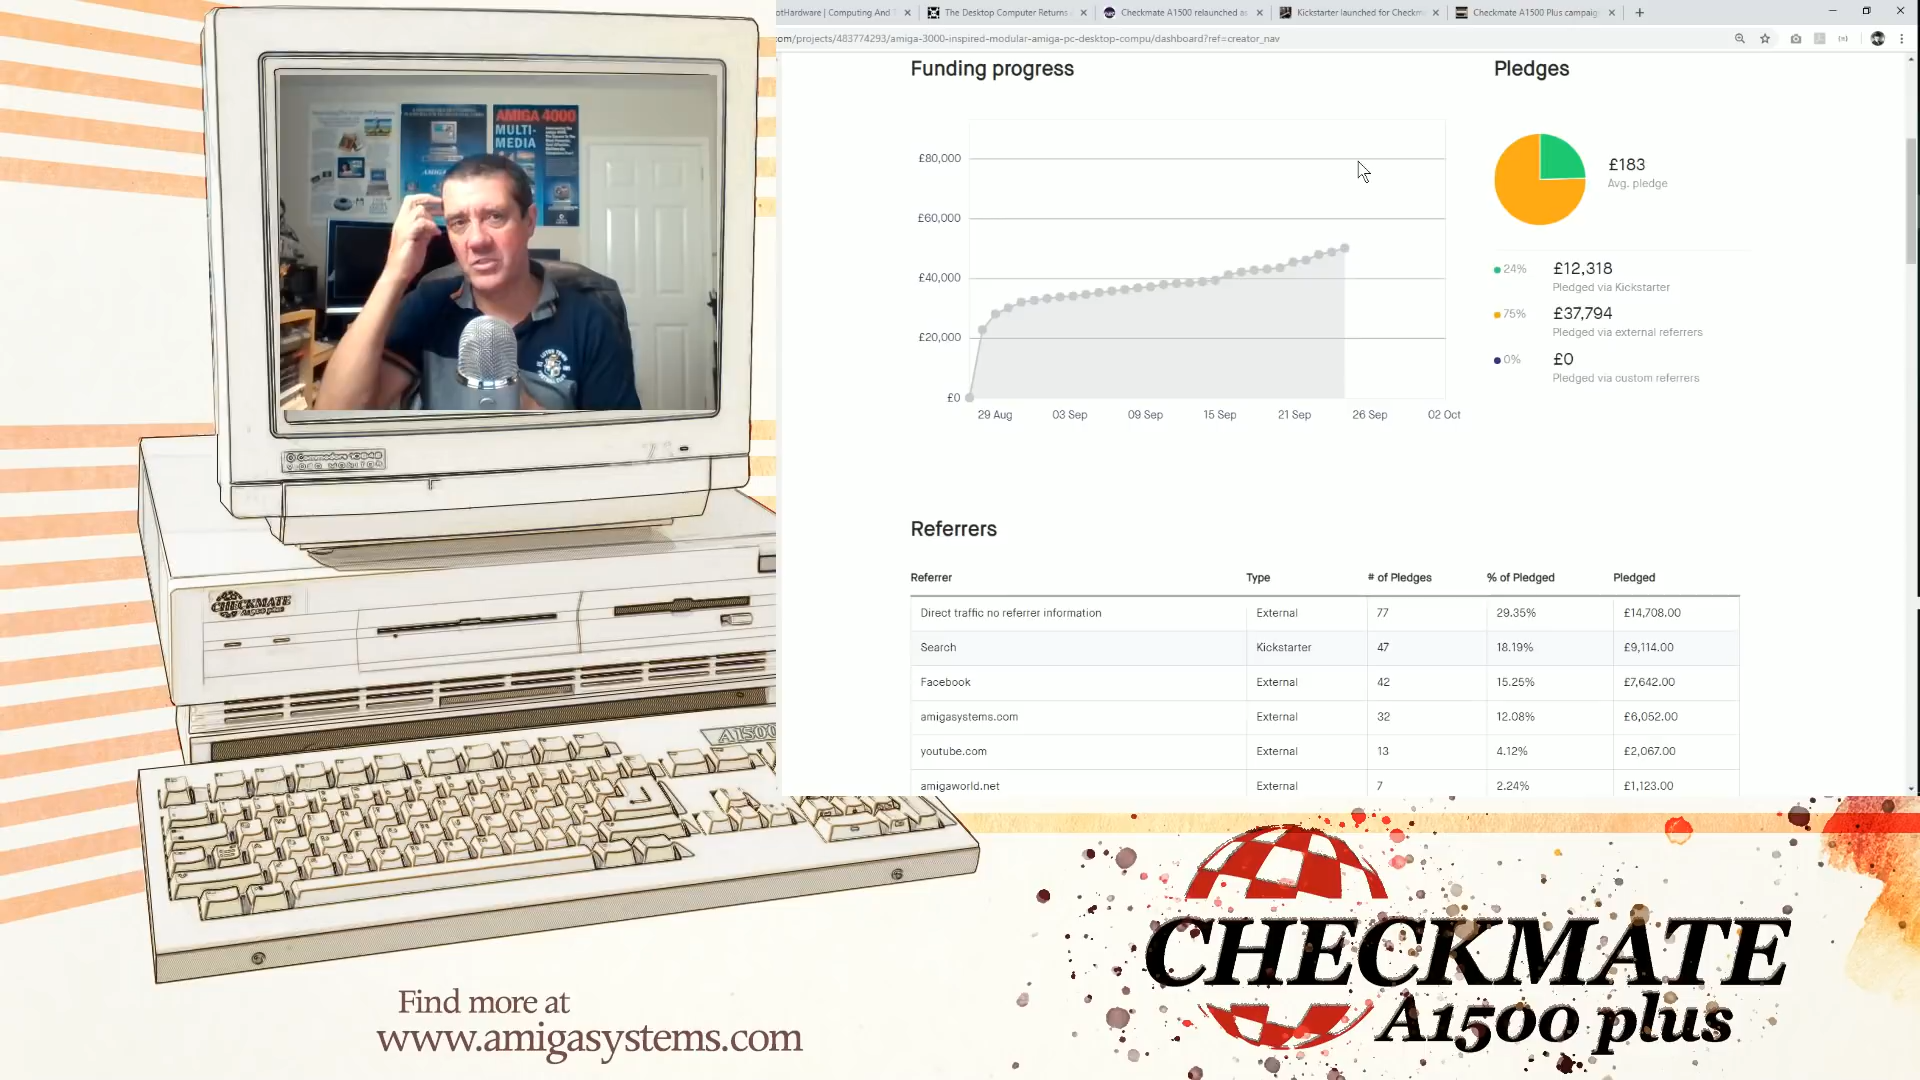 otHardware | Computing And
The Desktop Computer Returns
Checkmate A1500 relaunched as
Kickstarter launched for Checkm
Checkmate A1500 Plus campaig
om/projects/483774293/amiga-3000-inspired-modular-amiga-pc-desktop-compu/dashboard?ref=creator_nav
Funding progress
£80,000
£60,000
£40,000
£20,000
£0
29 Aug 03 Sep 09 Sep 15 Sep 21 Sep 26 Sep 02 Oct
Pledges
£183
Avg. pledge
24% £12,318
Pledged via Kickstarter
75% £37,794
Pledged via external referrers
0% £0
Pledged via custom referrers
Referrers
Referrer Type # of Pledges % of Pledged Pledged
Direct traffic no referrer information External 77 29.35% £14,708.00
Search Kickstarter 47 18.19% £9,114.00
Facebook External 42 15.25% £7,642.00
amigasystems.com External 32 12.08% £6,052.00
youtube.com External 13 4.12% £2,067.00
amigaworld.net External 7 2.24% £1,123.00
AMIGA 4000
MULTI-
MEDIA
LUTON TOWN
CHECKMATE
A1500 plus
A1500
Find more at
www.amigasystems.com
CHECKMATE
A1500 plus